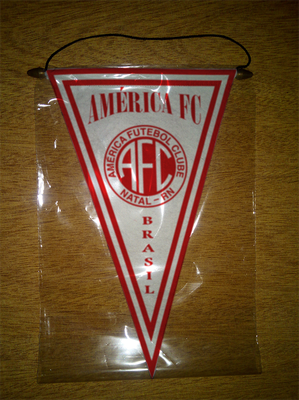 AMÉRICA FC
AMÉRICA FUTEBOL CLUBE
AFC
NATAL - RN
BRASIL